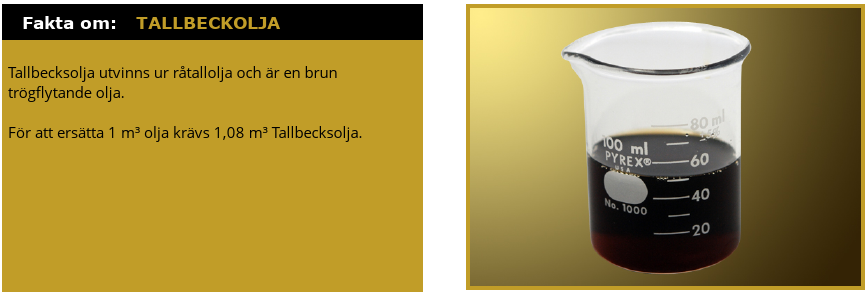 Fakta om: TALLBECKOLJA
Tallbecksolja utvinns ur råtallolja och är en brun
trögflytande olja.
För att ersätta 1 m³ olja krävs 1,08 m³ Tallbecksolja.
80 ml
100 ml
PYREX®
USA
60
40
No. 1000
20